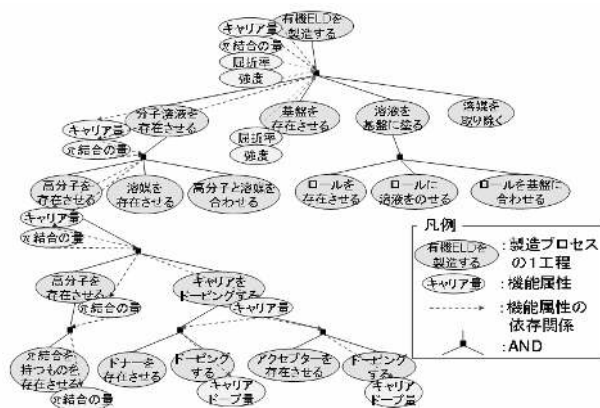 有機ELDを
製造する
キャリア量
π結合の量
屈折率
強度
分子溶液を
存在させる
キャリア量
π結合の量
基盤を
存在させる
屈折率
強度
溶液を
基盤に塗る
溶媒を
取り除く
高分子を
存在させる
キャリア量
π結合の量
溶媒を
存在させる
高分子と溶媒を
合わせる
ロールを
存在させる
ロールに
溶液をのせる
ロールを基盤に
合わせる
高分子を
存在させる
π結合の量
キャリアを
ドーピングする
キャリア量
π結合を
持つものを
存在させる
π結合の量
ドナーを
存在させる
ドーピング
する
キャリア
ドープ量
アクセプターを
存在させる
ドーピング
する
キャリア
ドープ量
凡例
有機ELDを
製造する
:製造プロセス
の1工程
キャリア量
:機能属性
:機能属性の
依存関係
:AND